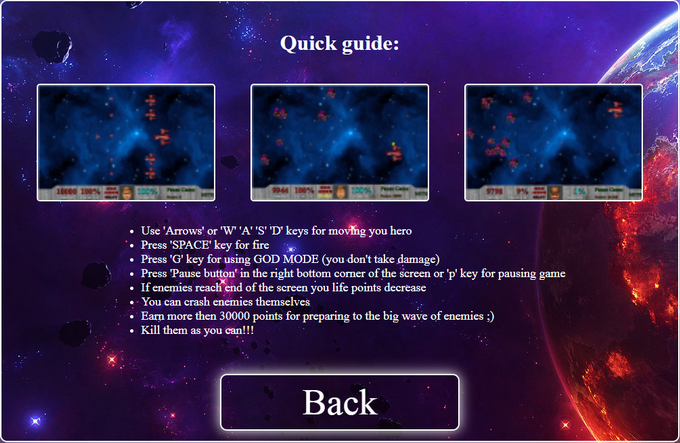 Quick guide:
10000 100% 100% Pause Game
9944 100% 100% Pause Game
9798 9% 1% Pause Game
Use 'Arrows' or 'W' 'A' 'S' 'D' keys for moving you hero
Press 'SPACE' key for fire
Press 'G' key for using GOD MODE (you don't take damage)
Press 'Pause button' in the right bottom corner of the screen or 'p' key for pausing game
If enemies reach end of the screen you life points decrease
You can crash enemies themselves
Earn more then 30000 points for preparing to the big wave of enemies ;)
Kill them as you can!!!
Back